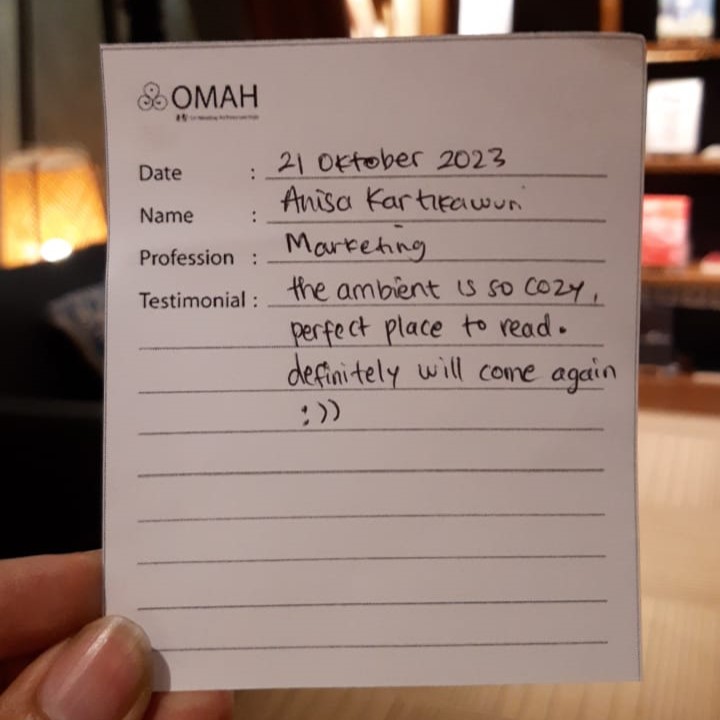 OMAH
Date : 21 Oktober 2023
Name : Anisa Kartikawuri
Profession : Marketing
Testimonial : the ambient is so cozy,
perfect place to read.
definitely will come again
:))